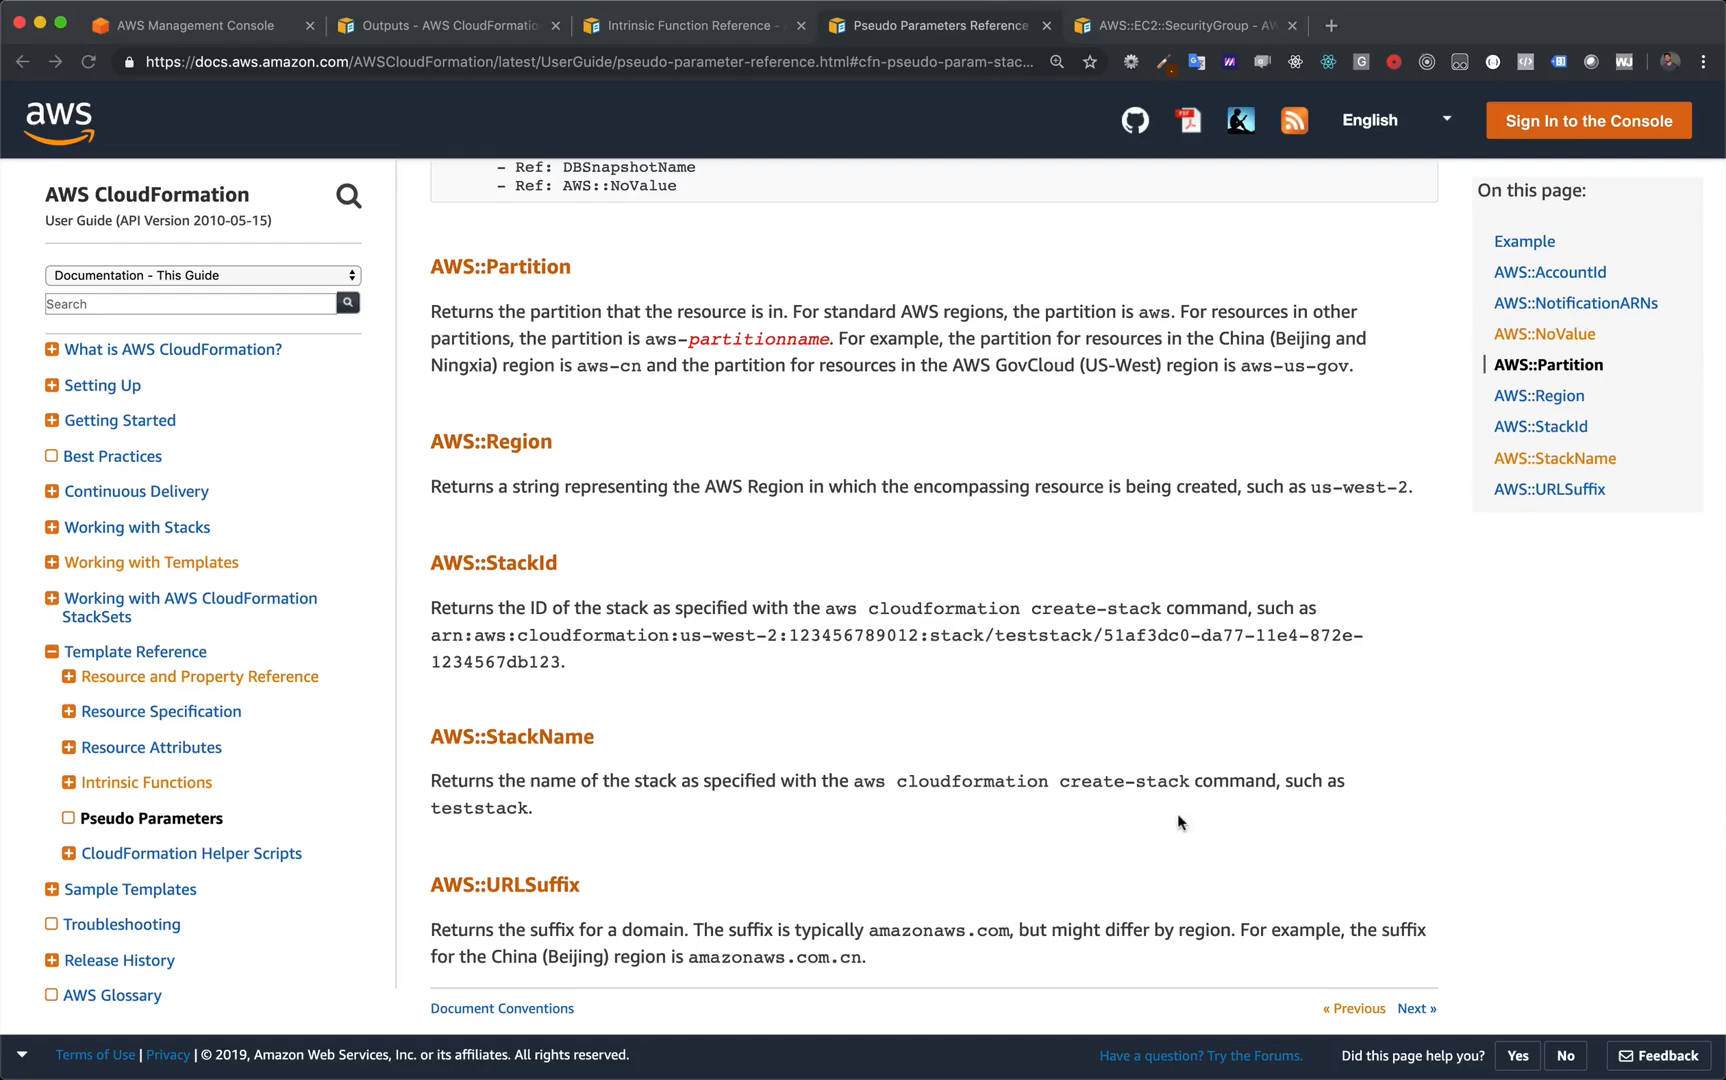 AWS Management Console
Outputs - AWS CloudFormatio
Intrinsic Function Reference -
Pseudo Parameters Reference
AWS::EC2::SecurityGroup - AW
https://docs.aws.amazon.com/AWSCloudFormation/latest/UserGuide/pseudo-parameter-reference.html#cfn-pseudo-param-stac...
aws
English
Sign In to the Console
AWS CloudFormation
User Guide (API Version 2010-05-15)
Documentation - This Guide
Search
What is AWS CloudFormation?
Setting Up
Getting Started
Best Practices
Continuous Delivery
Working with Stacks
Working with Templates
Working with AWS CloudFormation
StackSets
Template Reference
Resource and Property Reference
Resource Specification
Resource Attributes
Intrinsic Functions
Pseudo Parameters
CloudFormation Helper Scripts
Sample Templates
Troubleshooting
Release History
AWS Glossary
- Ref: DBSnapshotName
- Ref: AWS::NoValue
AWS::Partition
Returns the partition that the resource is in. For standard AWS regions, the partition is aws. For resources in other
partitions, the partition is aws-partitionname. For example, the partition for resources in the China (Beijing and
Ningxia) region is aws-cn and the partition for resources in the AWS GovCloud (US-West) region is aws-us-gov.
AWS::Region
Returns a string representing the AWS Region in which the encompassing resource is being created, such as us-west-2.
AWS::StackId
Returns the ID of the stack as specified with the aws cloudformation create-stack command, such as
arn:aws:cloudformation:us-west-2:123456789012:stack/teststack/51af3dc0-da77-11e4-872e-
1234567db123.
AWS::StackName
Returns the name of the stack as specified with the aws cloudformation create-stack command, such as
teststack.
AWS::URLSuffix
Returns the suffix for a domain. The suffix is typically amazonaws.com, but might differ by region. For example, the suffix
for the China (Beijing) region is amazonaws.com.cn.
Document Conventions
« Previous Next »
On this page:
Example
AWS::AccountId
AWS::NotificationARNs
AWS::NoValue
AWS::Partition
AWS::Region
AWS::StackId
AWS::StackName
AWS::URLSuffix
Terms of Use | Privacy | © 2019, Amazon Web Services, Inc. or its affiliates. All rights reserved.
Have a question? Try the Forums.
Did this page help you?
Yes
No
Feedback